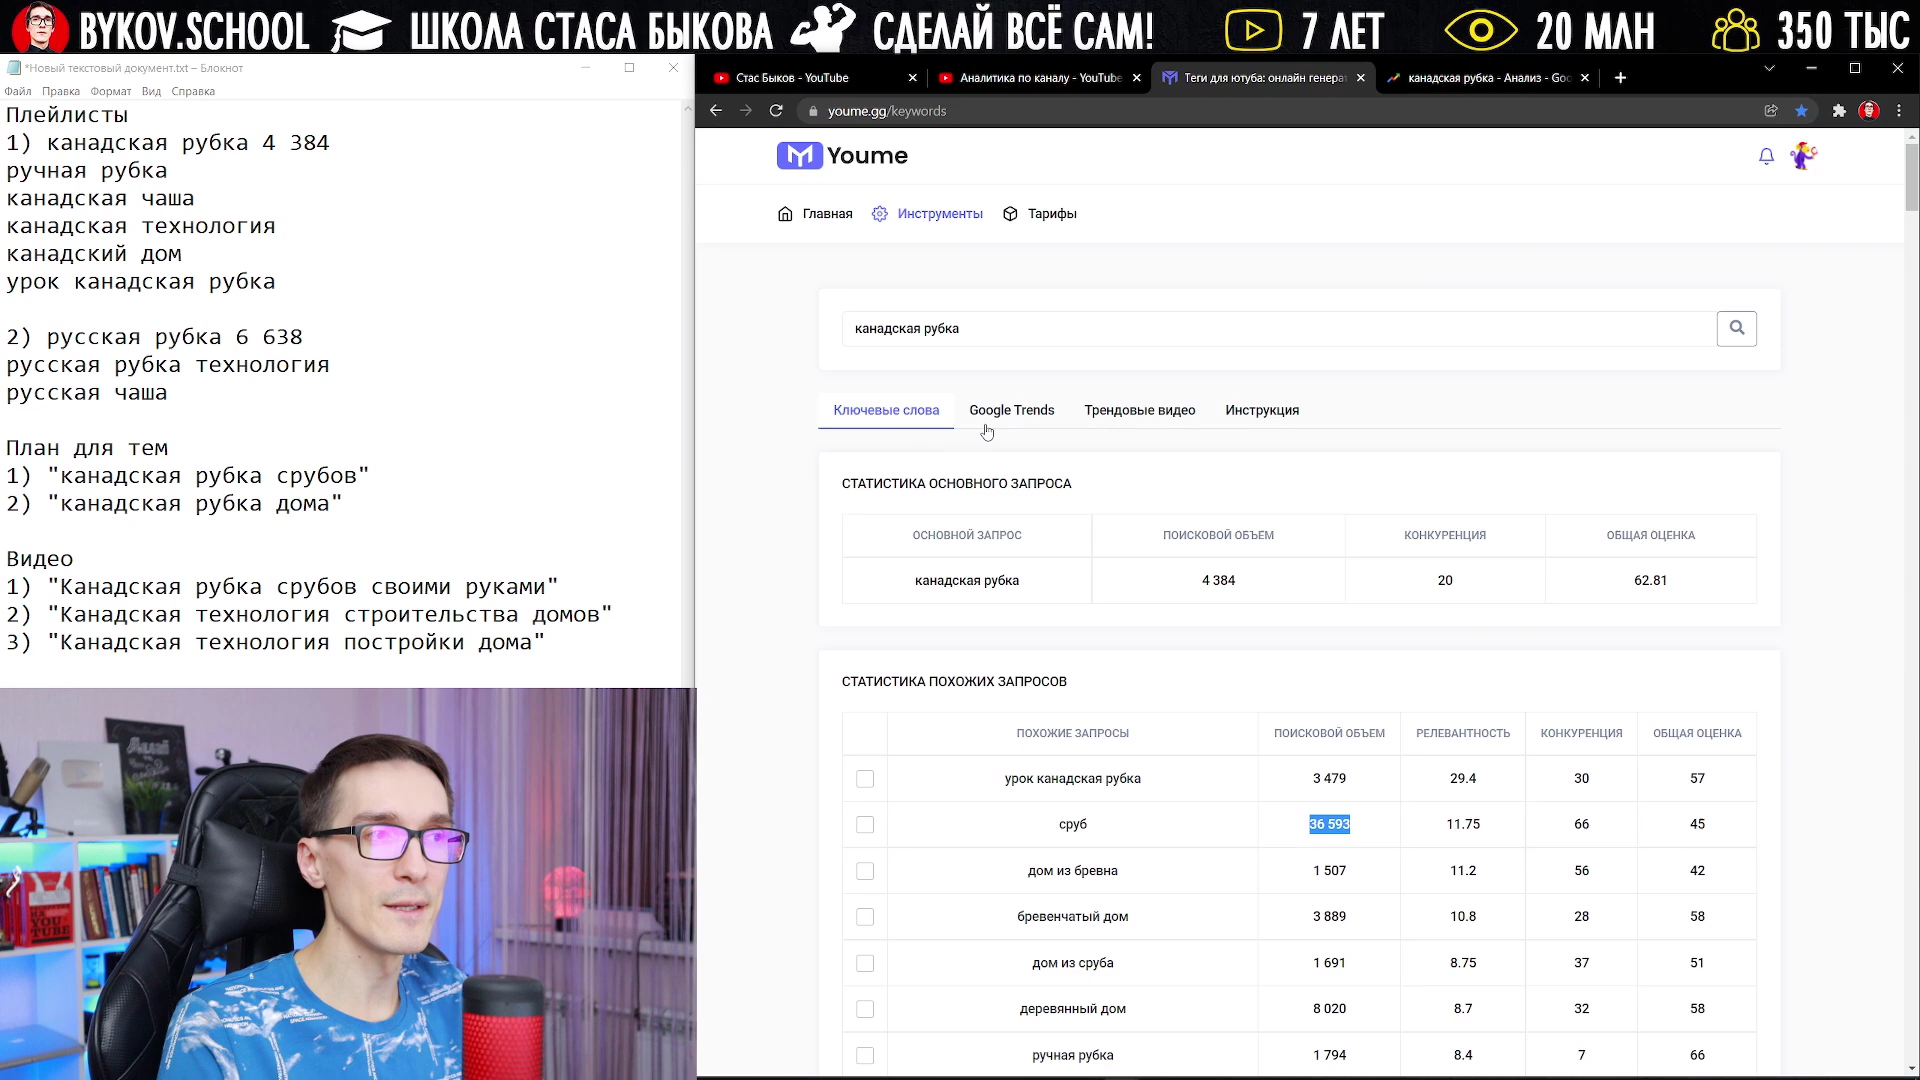 BYKOV.SCHOOL ШКОЛА СТАСА БЫКОВА СДЕЛАЙ ВСЁ САМ! 7 ЛЕТ 20 МЛН 350 ТЫС
*Новый текстовый документ.txt – Блокнот
Файл Правка Формат Вид Справка
Плейлисты
1) канадская рубка 4 384
ручная рубка
канадская чаша
канадская технология
канадский дом
урок канадская рубка
2) русская рубка 6 638
русская рубка технология
русская чаша
План для тем
1) "канадская рубка срубов"
2) "канадская рубка дома"
Видео
1) "Канадская рубка срубов своими руками"
2) "Канадская технология строительства домов"
3) "Канадская технология постройки дома"
Стас Быков - YouTube
Аналитика по каналу - YouTube
Теги для ютуба: онлайн генера
канадская рубка - Анализ - Goo
youme.gg/keywords
Youme
Главная Инструменты Тарифы
канадская рубка
Ключевые слова Google Trends Трендовые видео Инструкция
СТАТИСТИКА ОСНОВНОГО ЗАПРОСА
ОСНОВНОЙ ЗАПРОС ПОИСКОВОЙ ОБЪЕМ КОНКУРЕНЦИЯ ОБЩАЯ ОЦЕНКА
канадская рубка 4 384 20 62.81
СТАТИСТИКА ПОХОЖИХ ЗАПРОСОВ
ПОХОЖИЕ ЗАПРОСЫ ПОИСКОВОЙ ОБЪЕМ РЕЛЕВАНТНОСТЬ КОНКУРЕНЦИЯ ОБЩАЯ ОЦЕНКА
урок канадская рубка 3 479 29.4 30 57
сруб 36 593 11.75 66 45
дом из бревна 1 507 11.2 56 42
бревенчатый дом 3 889 10.8 28 58
дом из сруба 1 691 8.75 37 51
деревянный дом 8 020 8.7 32 58
ручная рубка 1 794 8.4 7 66
НА YOUTUBE